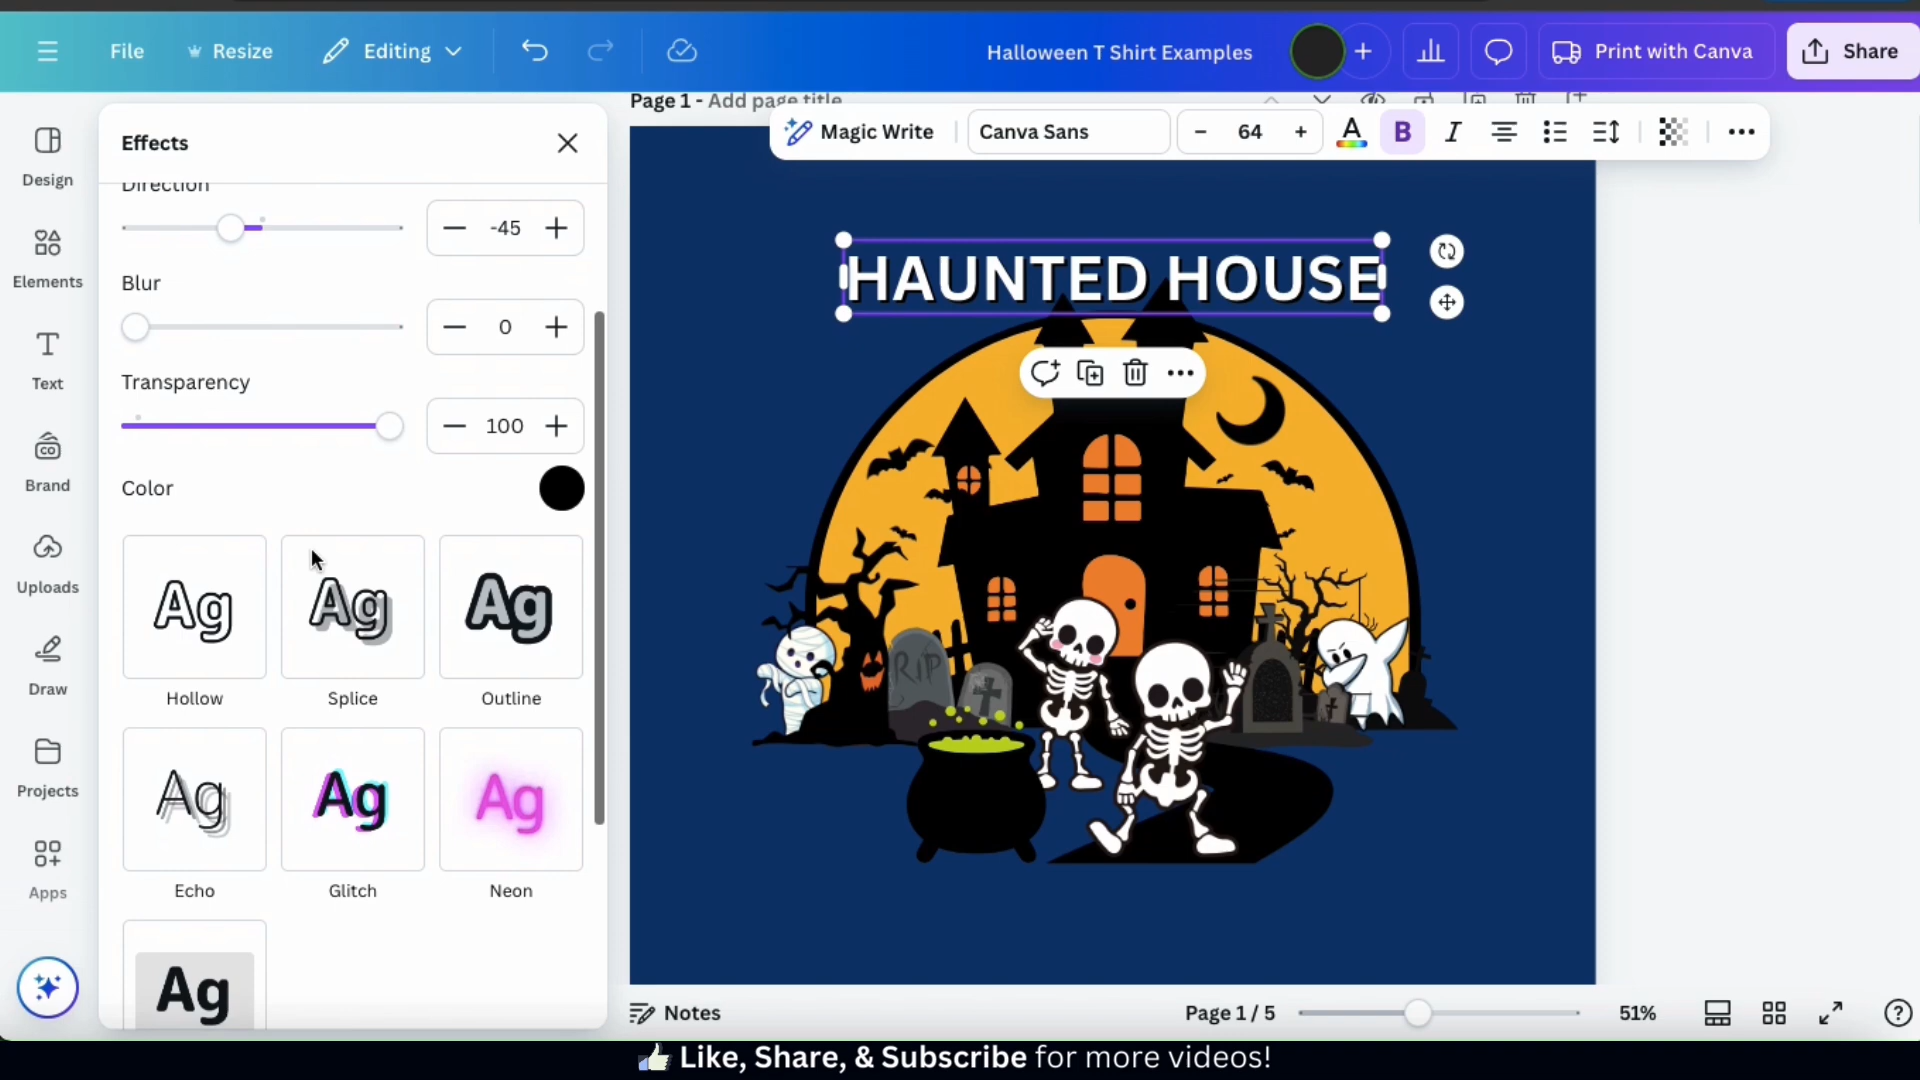 File
Resize
Editing
Halloween T Shirt Examples
Print with Canva
Share
Page 1 - Add page title
Magic Write
Canva Sans
– 64 +
A
B
I
Design
Elements
Text
Brand
Uploads
Draw
Projects
Apps
Effects
Direction
-45
Blur
0
Transparency
100
Color
Ag
Ag
Ag
Hollow
Splice
Outline
Ag
Ag
Ag
Echo
Glitch
Neon
Ag
HAUNTED HOUSE
RIP
Notes
Page 1 / 5
51%
Like, Share, & Subscribe for more videos!